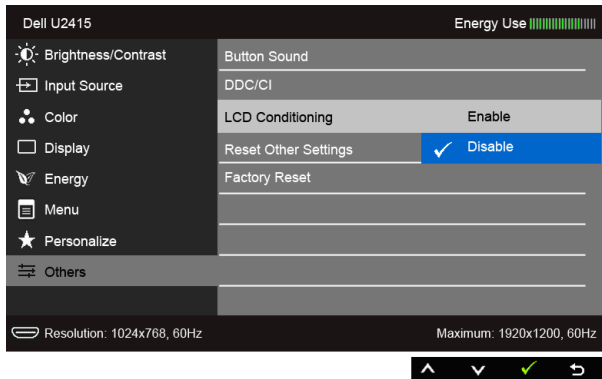 Dell U2415 Energy Use
Brightness/Contrast Button Sound
Input Source DDC/CI
Color LCD Conditioning Enable
Display Reset Other Settings Disable
Energy Factory Reset
Menu
Personalize
Others
Resolution: 1024x768, 60Hz Maximum: 1920x1200, 60Hz